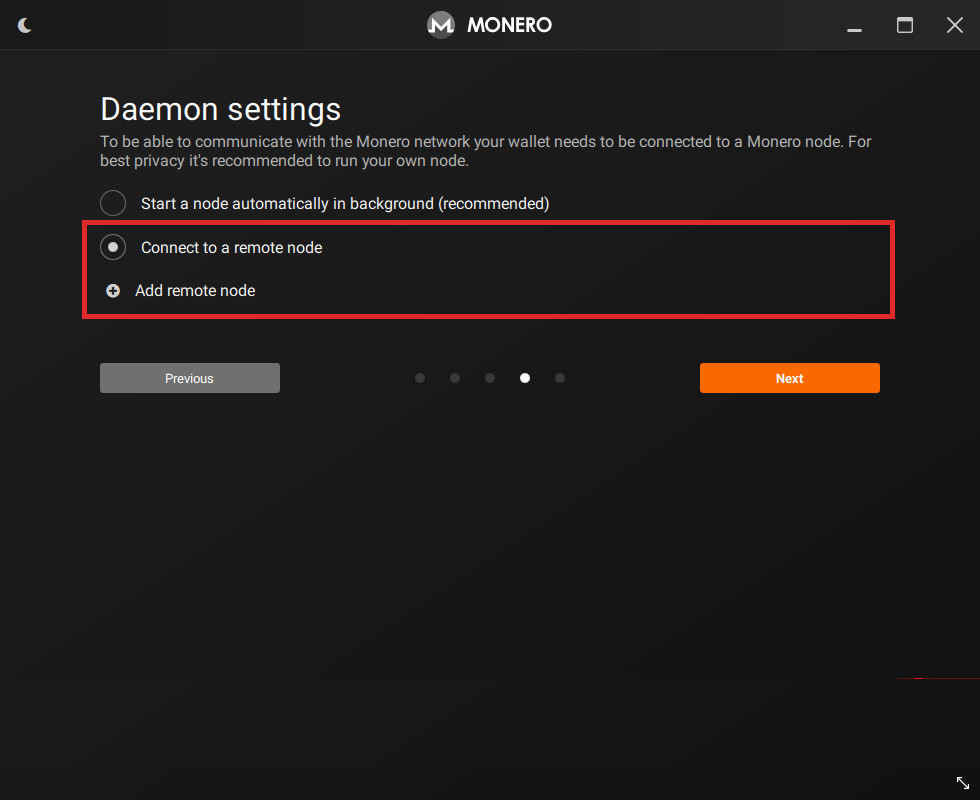 MONERO
Daemon settings
To be able to communicate with the Monero network your wallet needs to be connected to a Monero node. For
best privacy it's recommended to run your own node.
Start a node automatically in background (recommended)
Connect to a remote node
Add remote node
Previous
Next